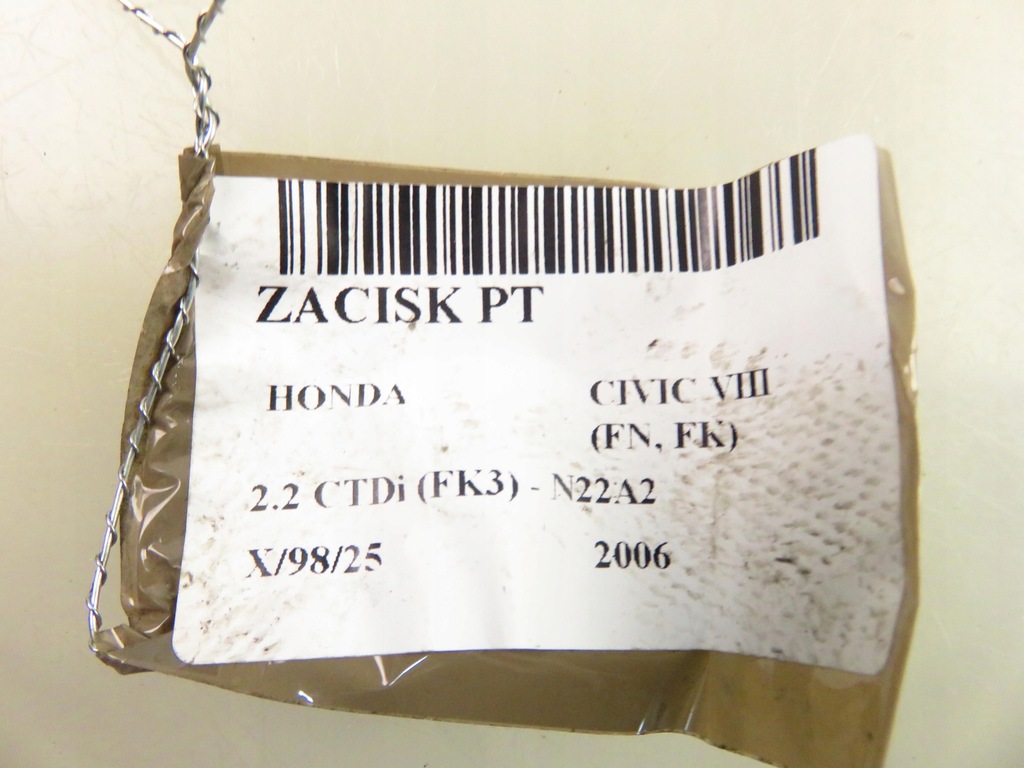 ZACISK PT
HONDA CIVIC VIII
(FN, FK)
2.2 CTDi (FK3) - N22A2
X/98/25 2006